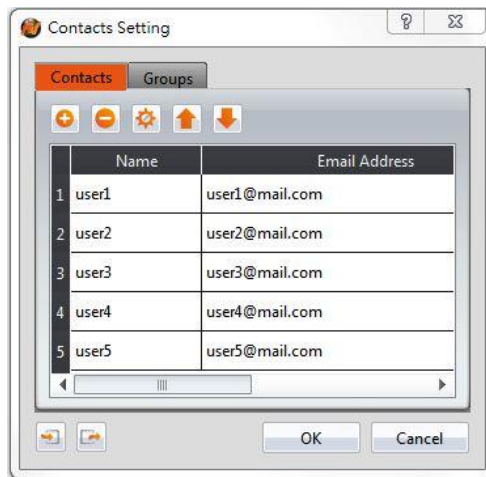 Contacts Setting
Contacts Groups
Name Email Address
1 user1 user1@mail.com
2 user2 user2@mail.com
3 user3 user3@mail.com
4 user4 user4@mail.com
5 user5 user5@mail.com
OK Cancel